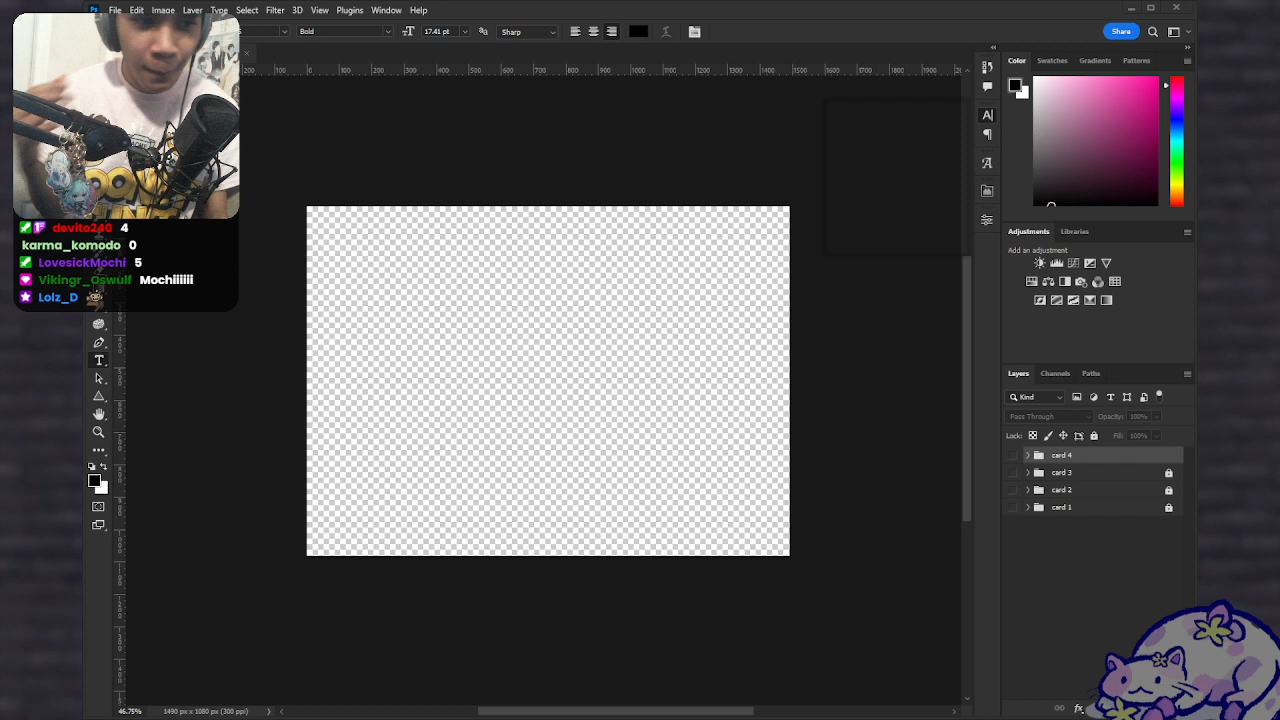 Ps File Edit Image Layer Type Select Filter 3D View Plugins Window Help
Bold 17.41 pt Sharp Share
200 100 0 100 200 300 400 500 600 700 800 900 1000 1100 1200 1300 1400 1500 1600 1700 1800 1900
Color Swatches Gradients Patterns
devito240 4
karma_komodo 0
LovesickMochi 5
Vikingr_Oswulf Mochiiiiii
Lolz_D
Adjustments Libraries
Add an adjustment
Layers Channels Paths
Kind
Pass Through Opacity: 100%
Lock: Fill: 100%
card 4
card 3
card 2
card 1
46.75% 1490 px x 1080 px (300 ppi)
fx